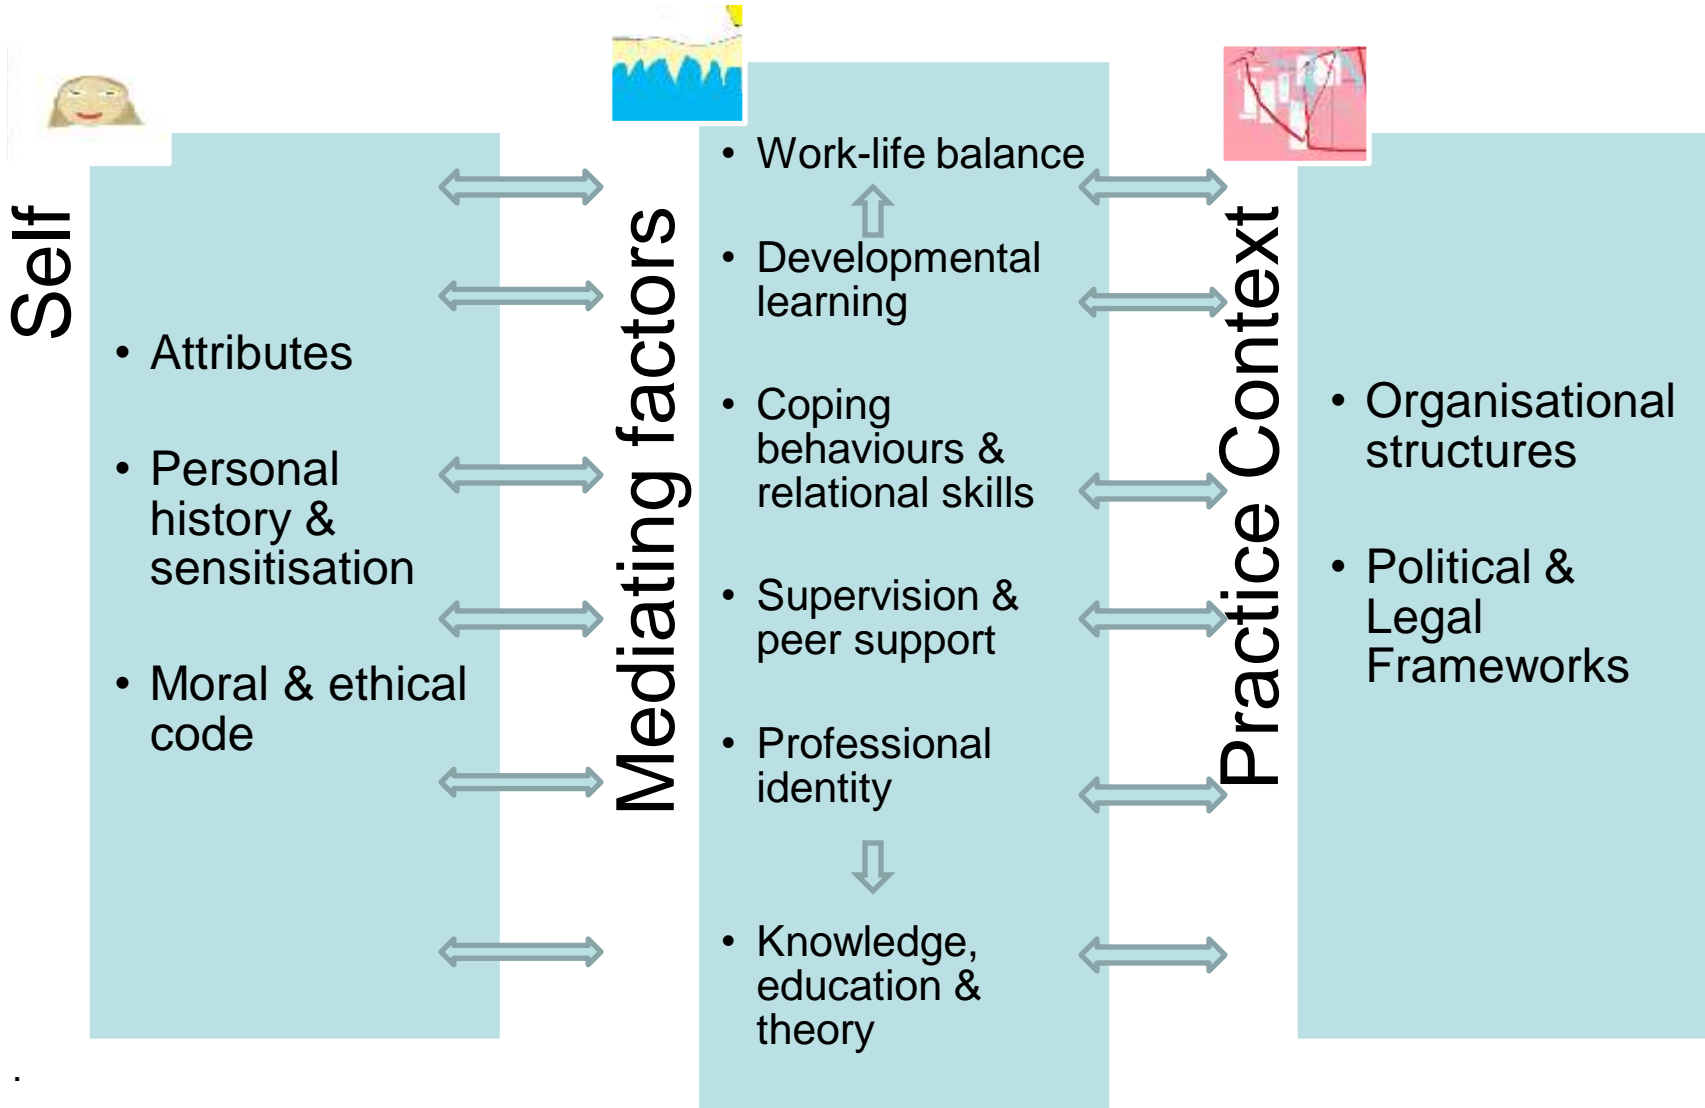 Self
• Attributes
• Personal
history &
sensitisation
• Moral & ethical
code
Mediating factors
• Work-life balance
• Developmental
learning
• Coping
behaviours &
relational skills
• Supervision &
peer support
• Professional
identity
• Knowledge,
education &
theory
Practice Context
• Organisational
structures
• Political &
Legal
Frameworks
.